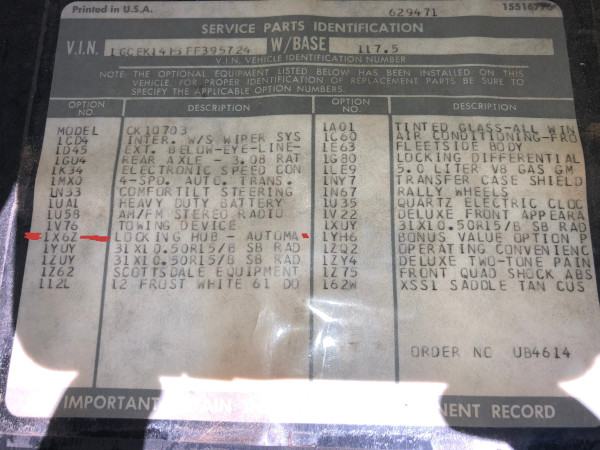 Printed in U.S.A. 629471
SERVICE PARTS IDENTIFICATION
V.I.N. W/BASE 117.5
V.I.N. VEHICLE IDENTIFICATION NUMBER
NOTE: THE OPTIONAL EQUIPMENT LISTED BELOW HAS BEEN INSTALLED ON THIS
VEHICLE. FOR PROPER IDENTIFICATION OF REPLACEMENT PARTS BE SURE TO
SPECIFY THE APPLICABLE OPTION NUMBERS.
OPTION NO. DESCRIPTION OPTION NO. DESCRIPTION
MODEL CK10703 1A01 TINTED GLASS-ALL WIN
1CD4 INTER. W/S WIPER SYS 1C60 AIR CONDITIONING-FRO
1D45 EXT. BELOW-EYE-LINE- 1E63 FLEETSIDE BODY
1GU4 REAR AXLE - 3.08 RAT 1G80 LOCKING DIFFERENTIAL
1K34 ELECTRONIC SPEED CON 1LE9 5.0 LITER V8 GAS GM
1MX0 4-SPD. AUTC. TRANS. 1NY7 TRANSFER CASE SHIELD
1N33 COMFORTILT STEERING 1N67 RALLY WHEELS
1UA1 HEAVY DUTY BATTERY 1U35 QUARTZ ELECTRIC CLOC
1U58 AM/FM STEREO RADIO 1V22 DELUXE FRONT APPEARA
1V76 TOWING DEVICE 1XUY 31X10.50R15/B SB RAD
1X6Z LOCKING HUB - AUTOMA 1YH6 BONUS VALUE OPTION P
1YUY 31X10.50R15/B SB RAD 1ZQ2 OPERATING CONVENIENC
1ZUY 31X10.50R15/B SB RAD 1ZY4 DELUXE TWO-TONE PAIN
1Z62 SCOTTSDALE EQUIPMENT 1Z75 FRONT QUAD SHOCK ABS
112L 12 FROST WHITE 61 DO 162W XSS1 SADDLE TAN CUS
ORDER NO UB4614
IMPORTANT RECORD